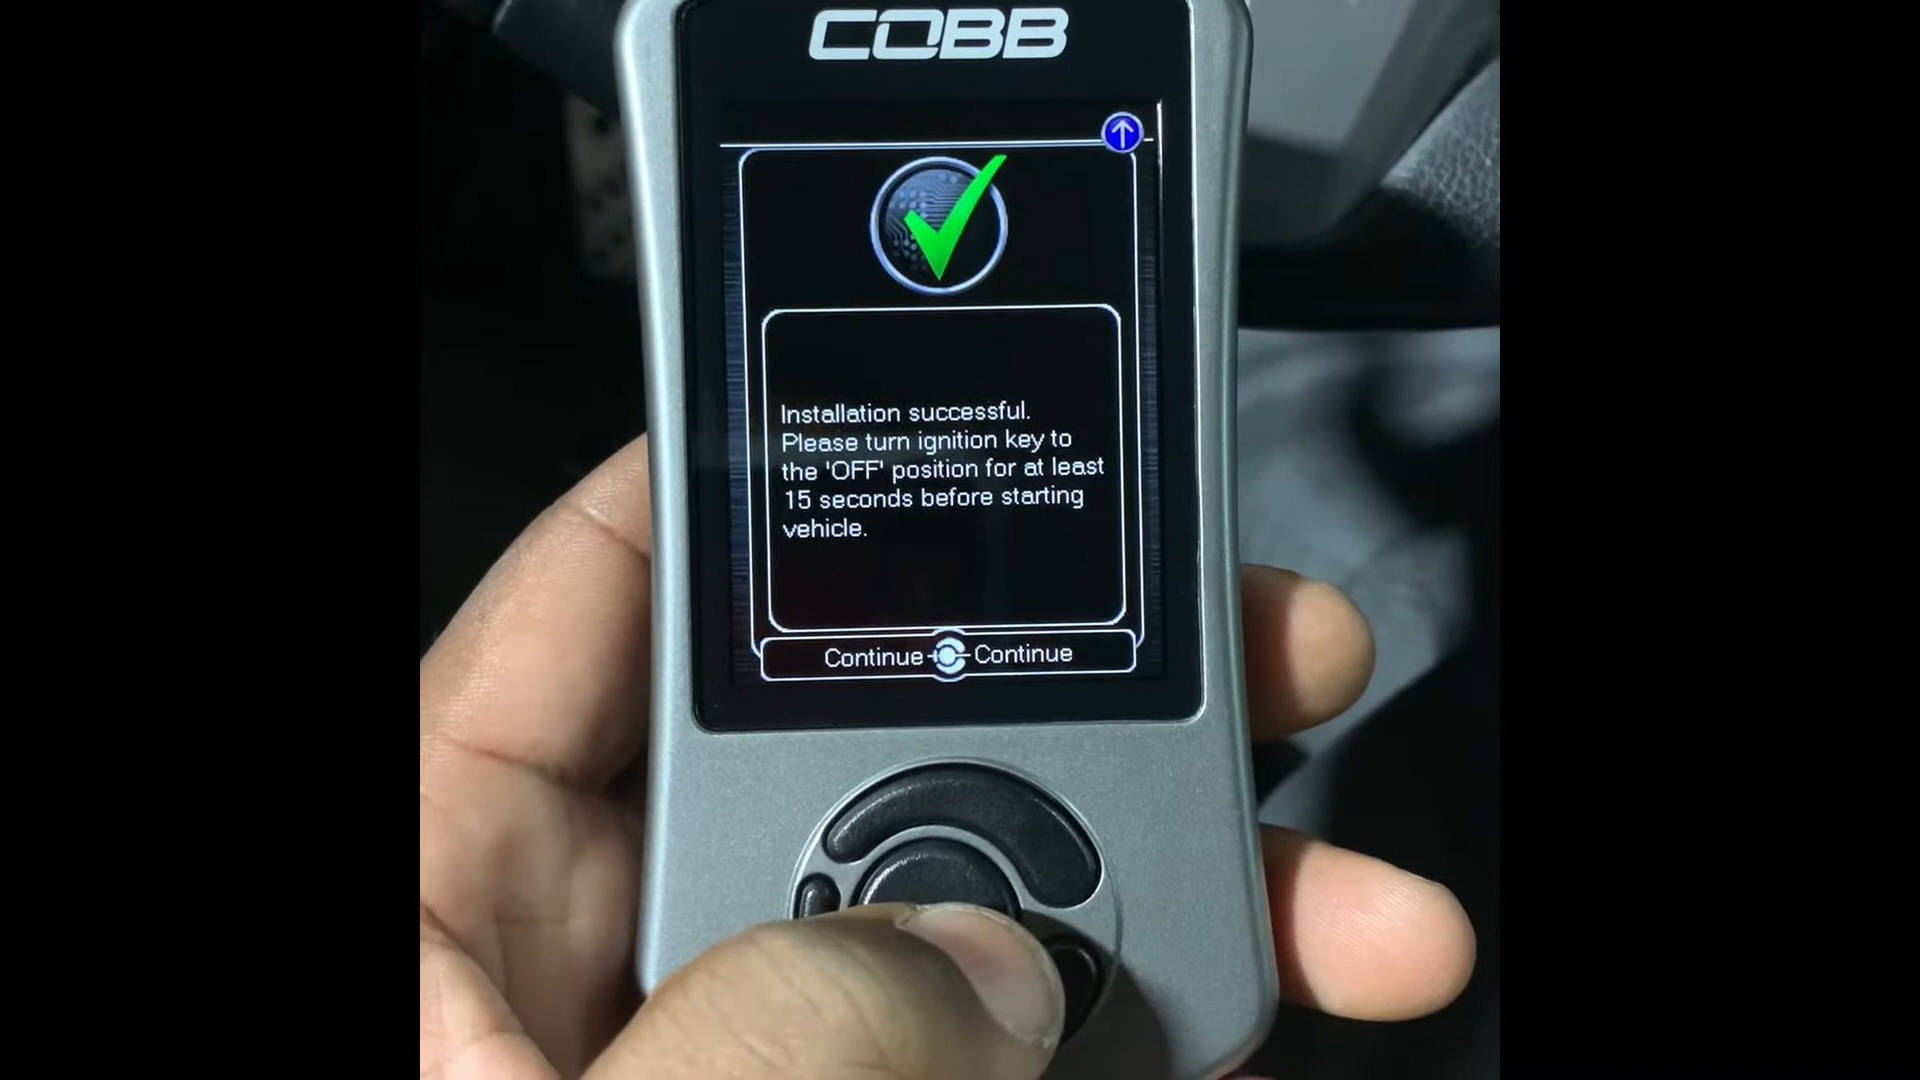 COBB
Installation successful.
Please turn ignition key to
the 'OFF' position for at least
15 seconds before starting
vehicle.
Continue Continue